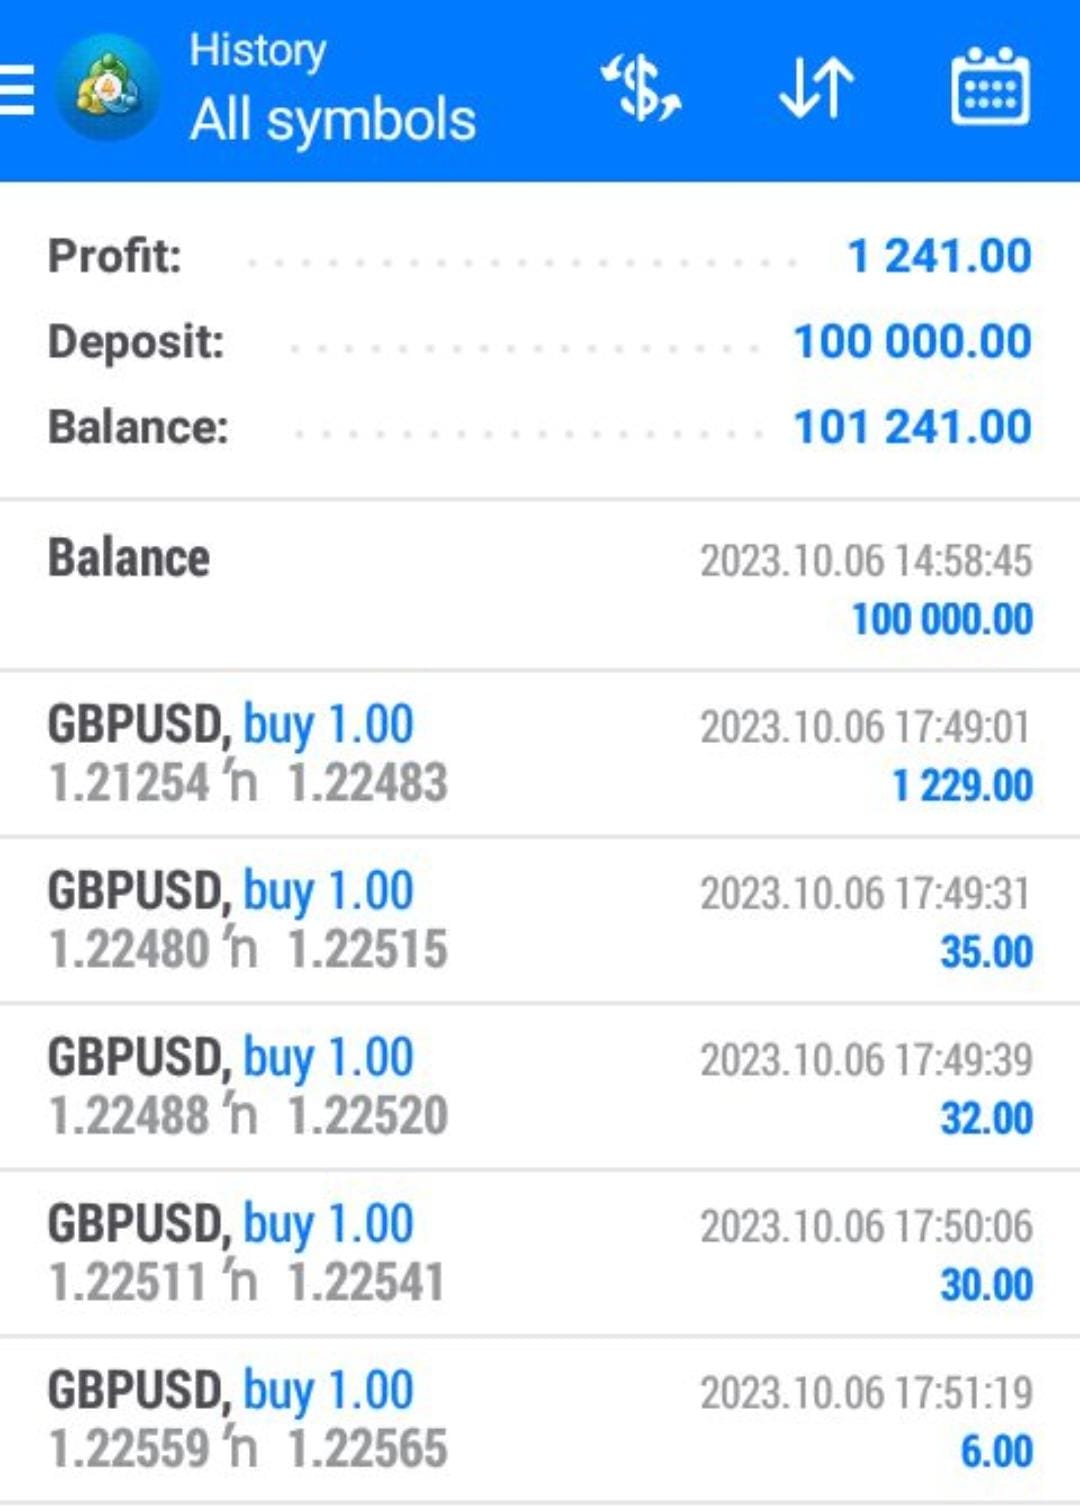 History
All symbols
Profit: 1 241.00
Deposit: 100 000.00
Balance: 101 241.00
Balance 2023.10.06 14:58:45
100 000.00
GBPUSD, buy 1.00 2023.10.06 17:49:01
1.21254 ′n 1.22483 1 229.00
GBPUSD, buy 1.00 2023.10.06 17:49:31
1.22480 ′n 1.22515 35.00
GBPUSD, buy 1.00 2023.10.06 17:49:39
1.22488 ′n 1.22520 32.00
GBPUSD, buy 1.00 2023.10.06 17:50:06
1.22511 ′n 1.22541 30.00
GBPUSD, buy 1.00 2023.10.06 17:51:19
1.22559 ′n 1.22565 6.00